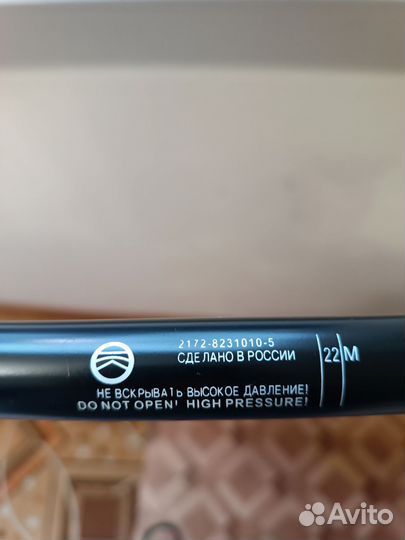 2172-8231010-5
СДЕЛАНО В РОССИИ
22 М
НЕ ВСКРЫВАТЬ ВЫСОКОЕ ДАВЛЕНИЕ!
DO NOT OPEN! HIGH PRESSURE!
Avito